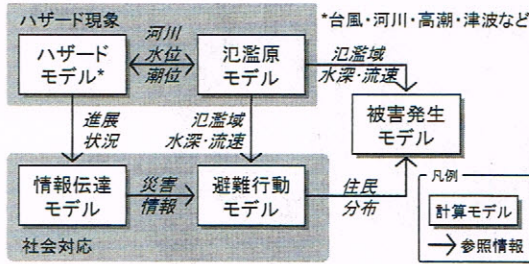 ハザード現象
*台風・河川・高潮・津波など
ハザード
モデル*
河川
水位
潮位
氾濫原
モデル
氾濫域
水深・流速
被害発生
モデル
進展
状況
氾濫域
水深・流速
情報伝達
モデル
災害
情報
避難行動
モデル
住民
分布
社会対応
凡例
計算モデル
参照情報